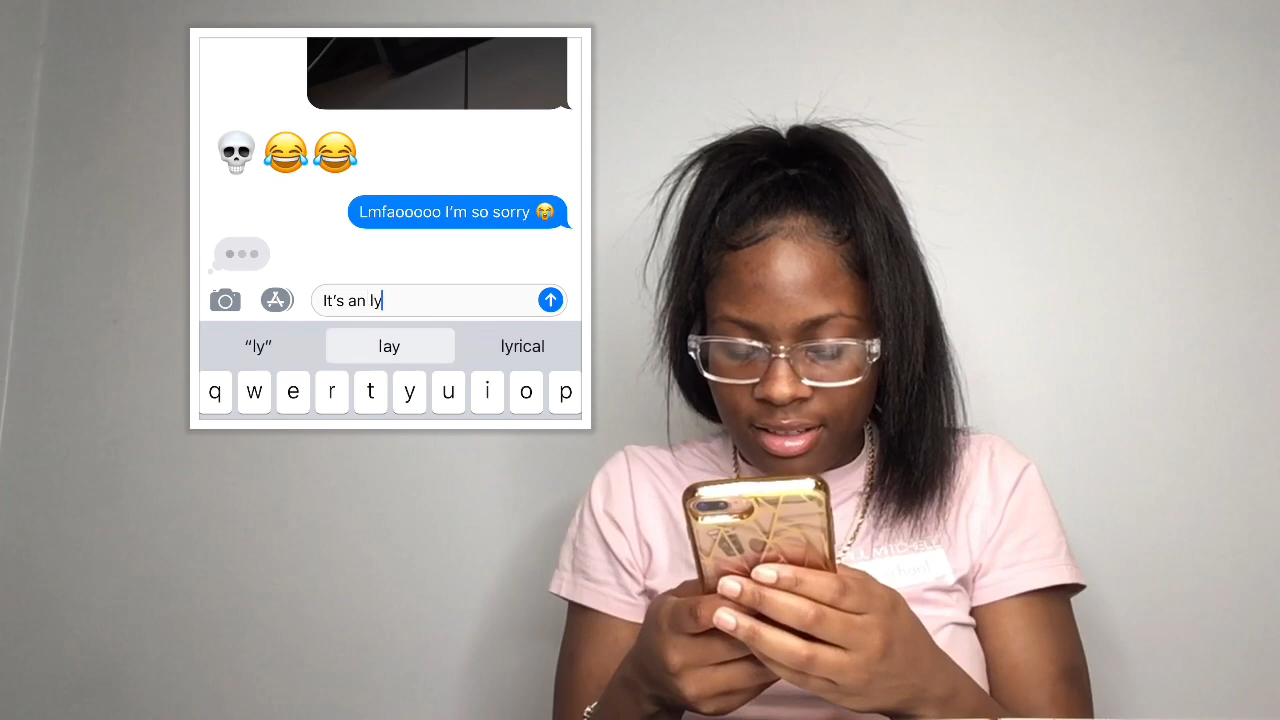 Lmfaooooo I'm so sorry 😭
It's an ly
“ly” lay lyrical
q w e r t y u i o p